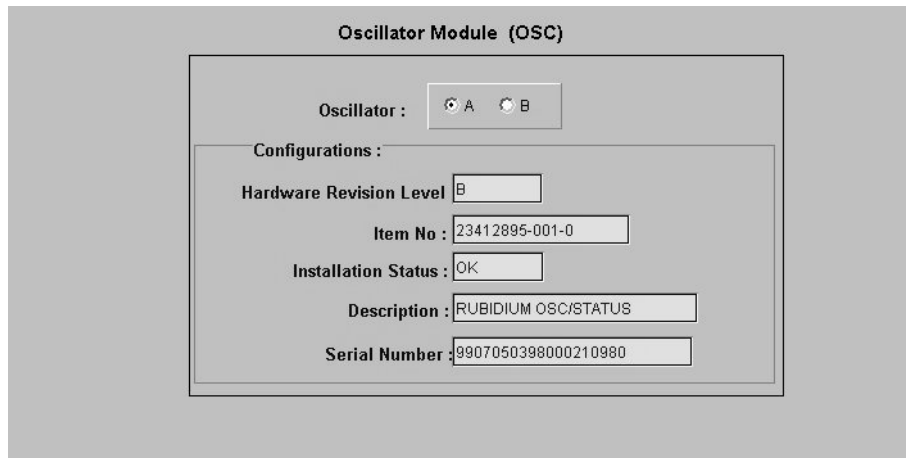 Oscillator Module (OSC)
Oscillator : A B
Configurations :
Hardware Revision Level B
Item No : 23412895-001-0
Installation Status : OK
Description : RUBIDIUM OSC/STATUS
Serial Number : 9907050398000210980